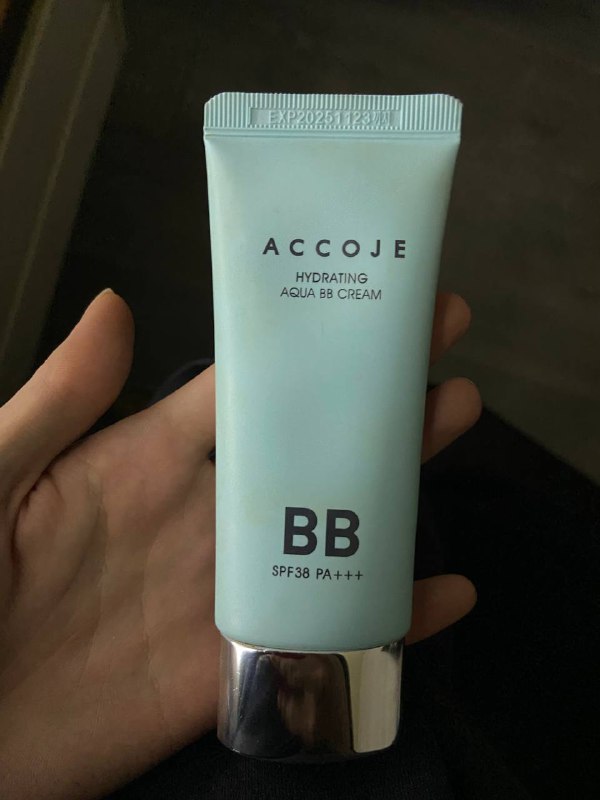 EXP20251123
ACCOJE
HYDRATING
AQUA BB CREAM
BB
SPF38 PA+++